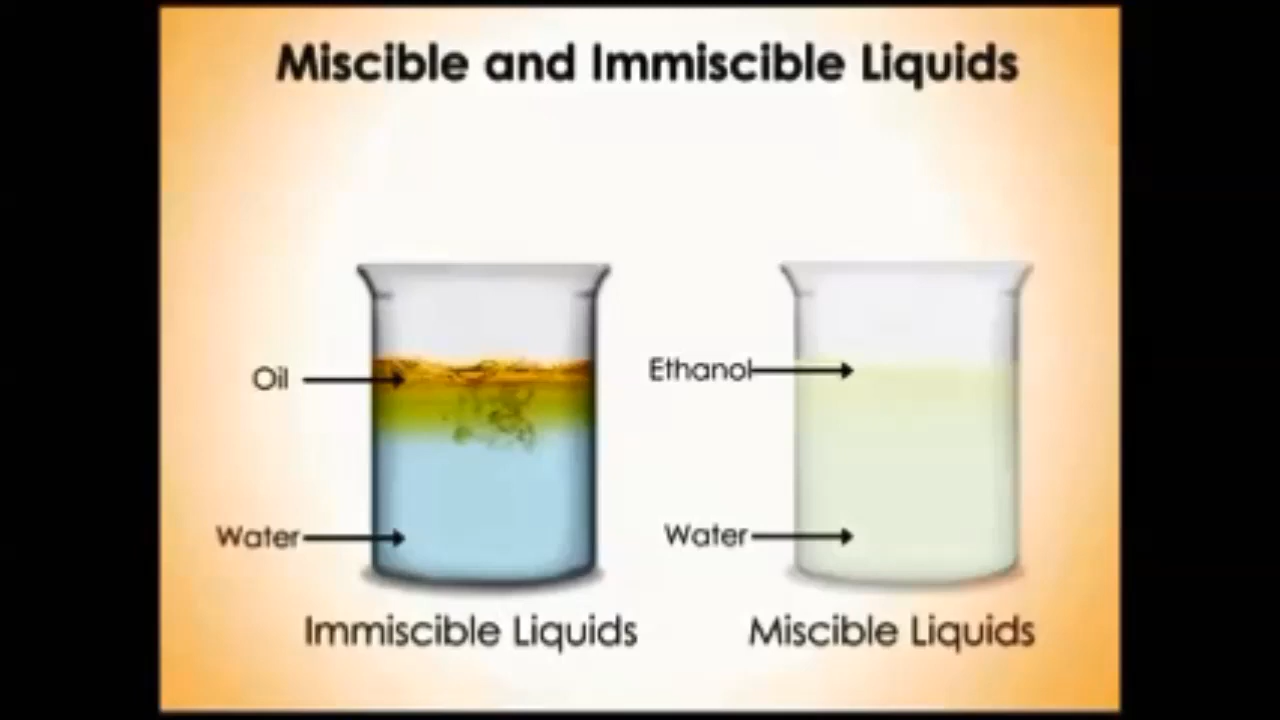 Miscible and Immiscible Liquids
Oil
Water
Immiscible Liquids
Ethanol
Water
Miscible Liquids